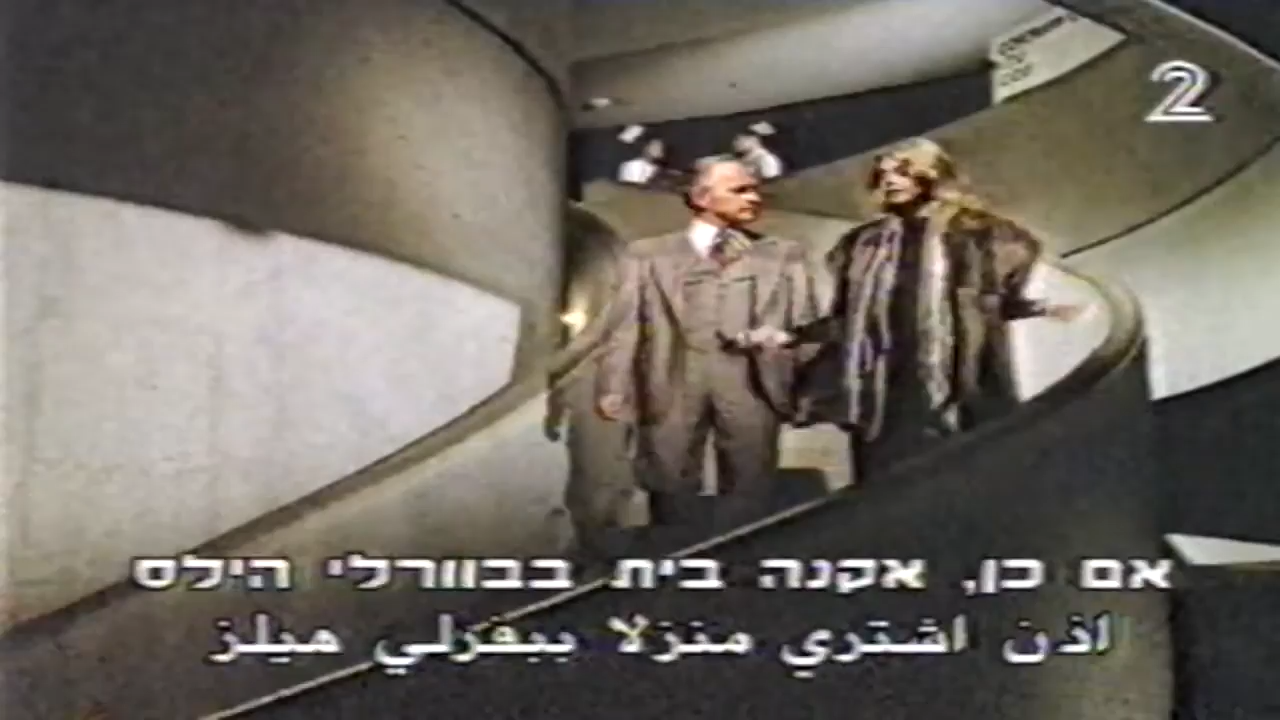 2
אם כן, אקנה בית בבוורלי הילס
اذن اشتري منزلا ببفرلي هيلز